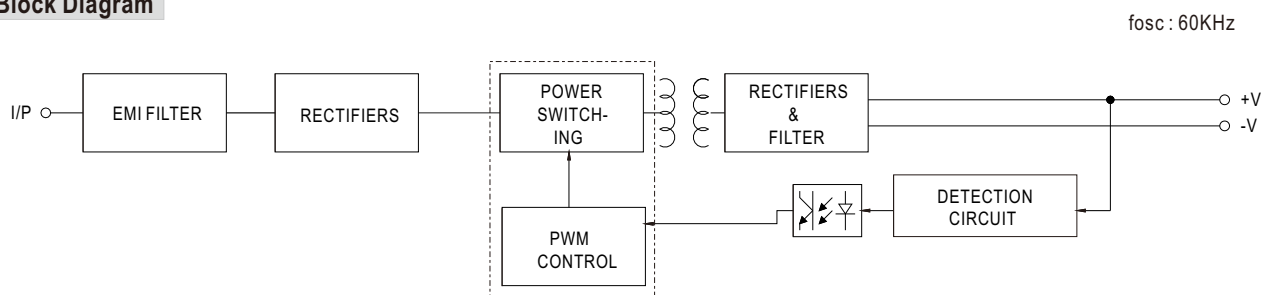 Block Diagram
fosc : 60KHz
I/P
EMI FILTER
RECTIFIERS
POWER
SWITCH-
ING
RECTIFIERS
&
FILTER
+V
-V
DETECTION
CIRCUIT
PWM
CONTROL